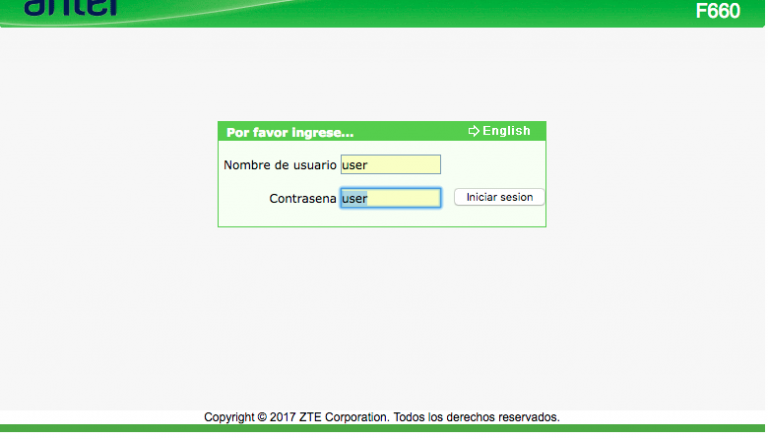 antel
F660
Por favor ingrese...
English
Nombre de usuario user
Contrasena user Iniciar sesion
Copyright © 2017 ZTE Corporation. Todos los derechos reservados.